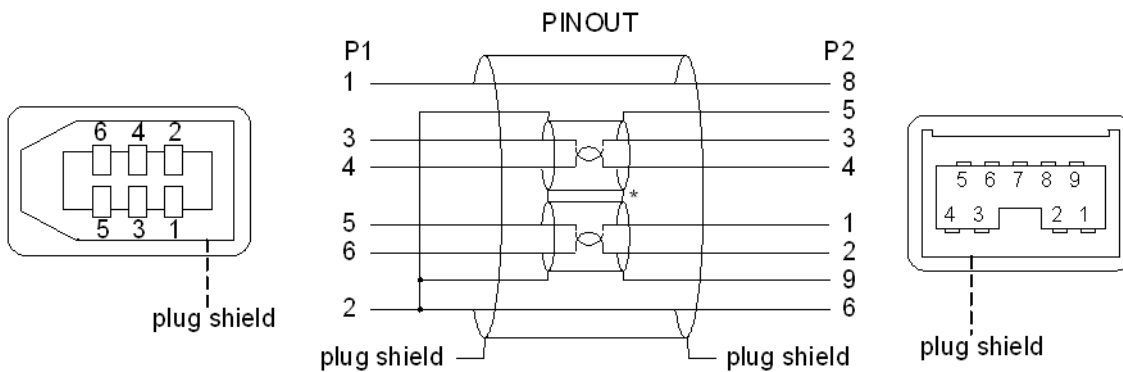 PINOUT
P1 P2
1 8
5
3 3
4 4
*
5 1
6 2
9
2 6
plug shield plug shield
6 4 2
5 3 1
plug shield
5 6 7 8 9
4 3 2 1
plug shield